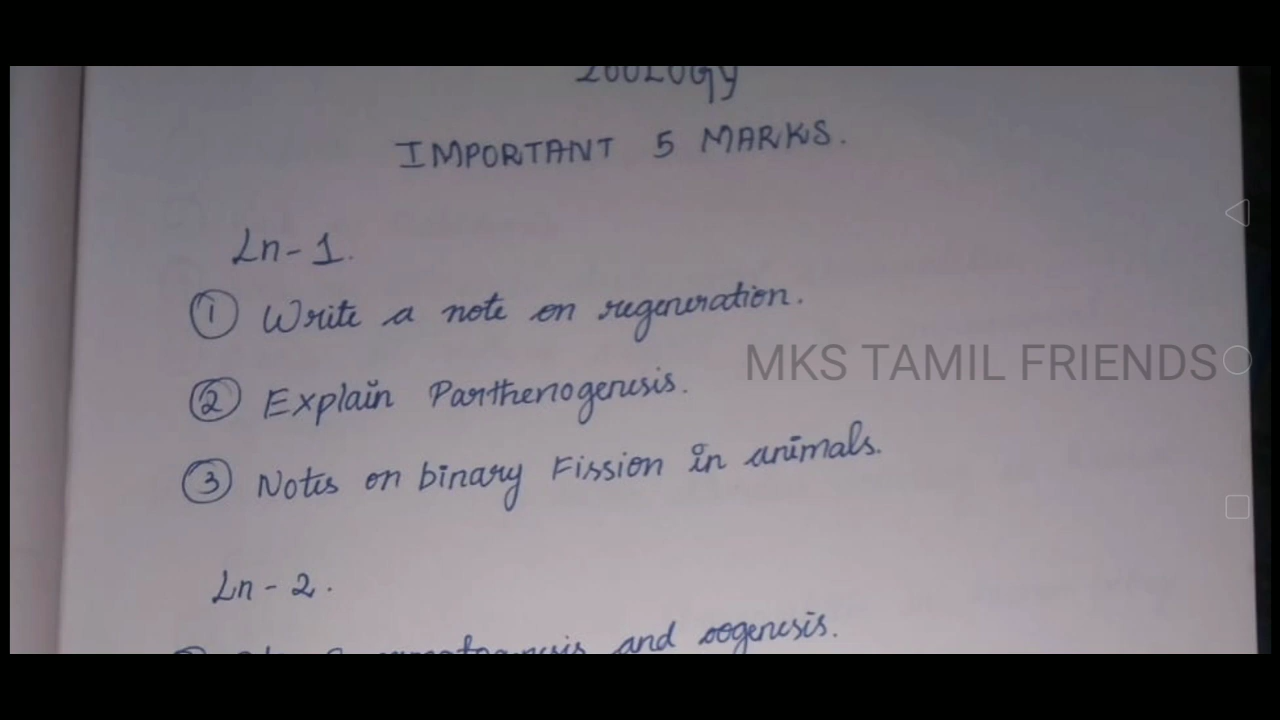 ZOOLOGY
IMPORTANT 5 MARKS.
Ln-1.
① Write a note on regeneration.
MKS TAMIL FRIENDS
② Explain Parthenogenesis.
③ Notes on binary Fission in animals.
Ln-2.
and oogenesis.